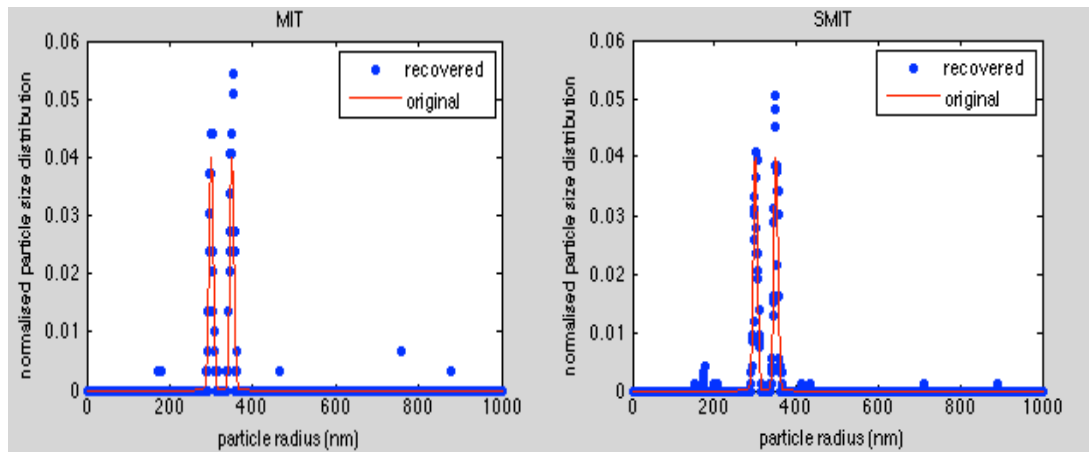 MIT
normalised particle size distribution
0.06
0.05
0.04
0.03
0.02
0.01
0
recovered
original
0 200 400 600 800 1000
particle radius (nm)
SMIT
normalised particle size distribution
0.06
0.05
0.04
0.03
0.02
0.01
0
recovered
original
0 200 400 600 800 1000
particle radius (nm)